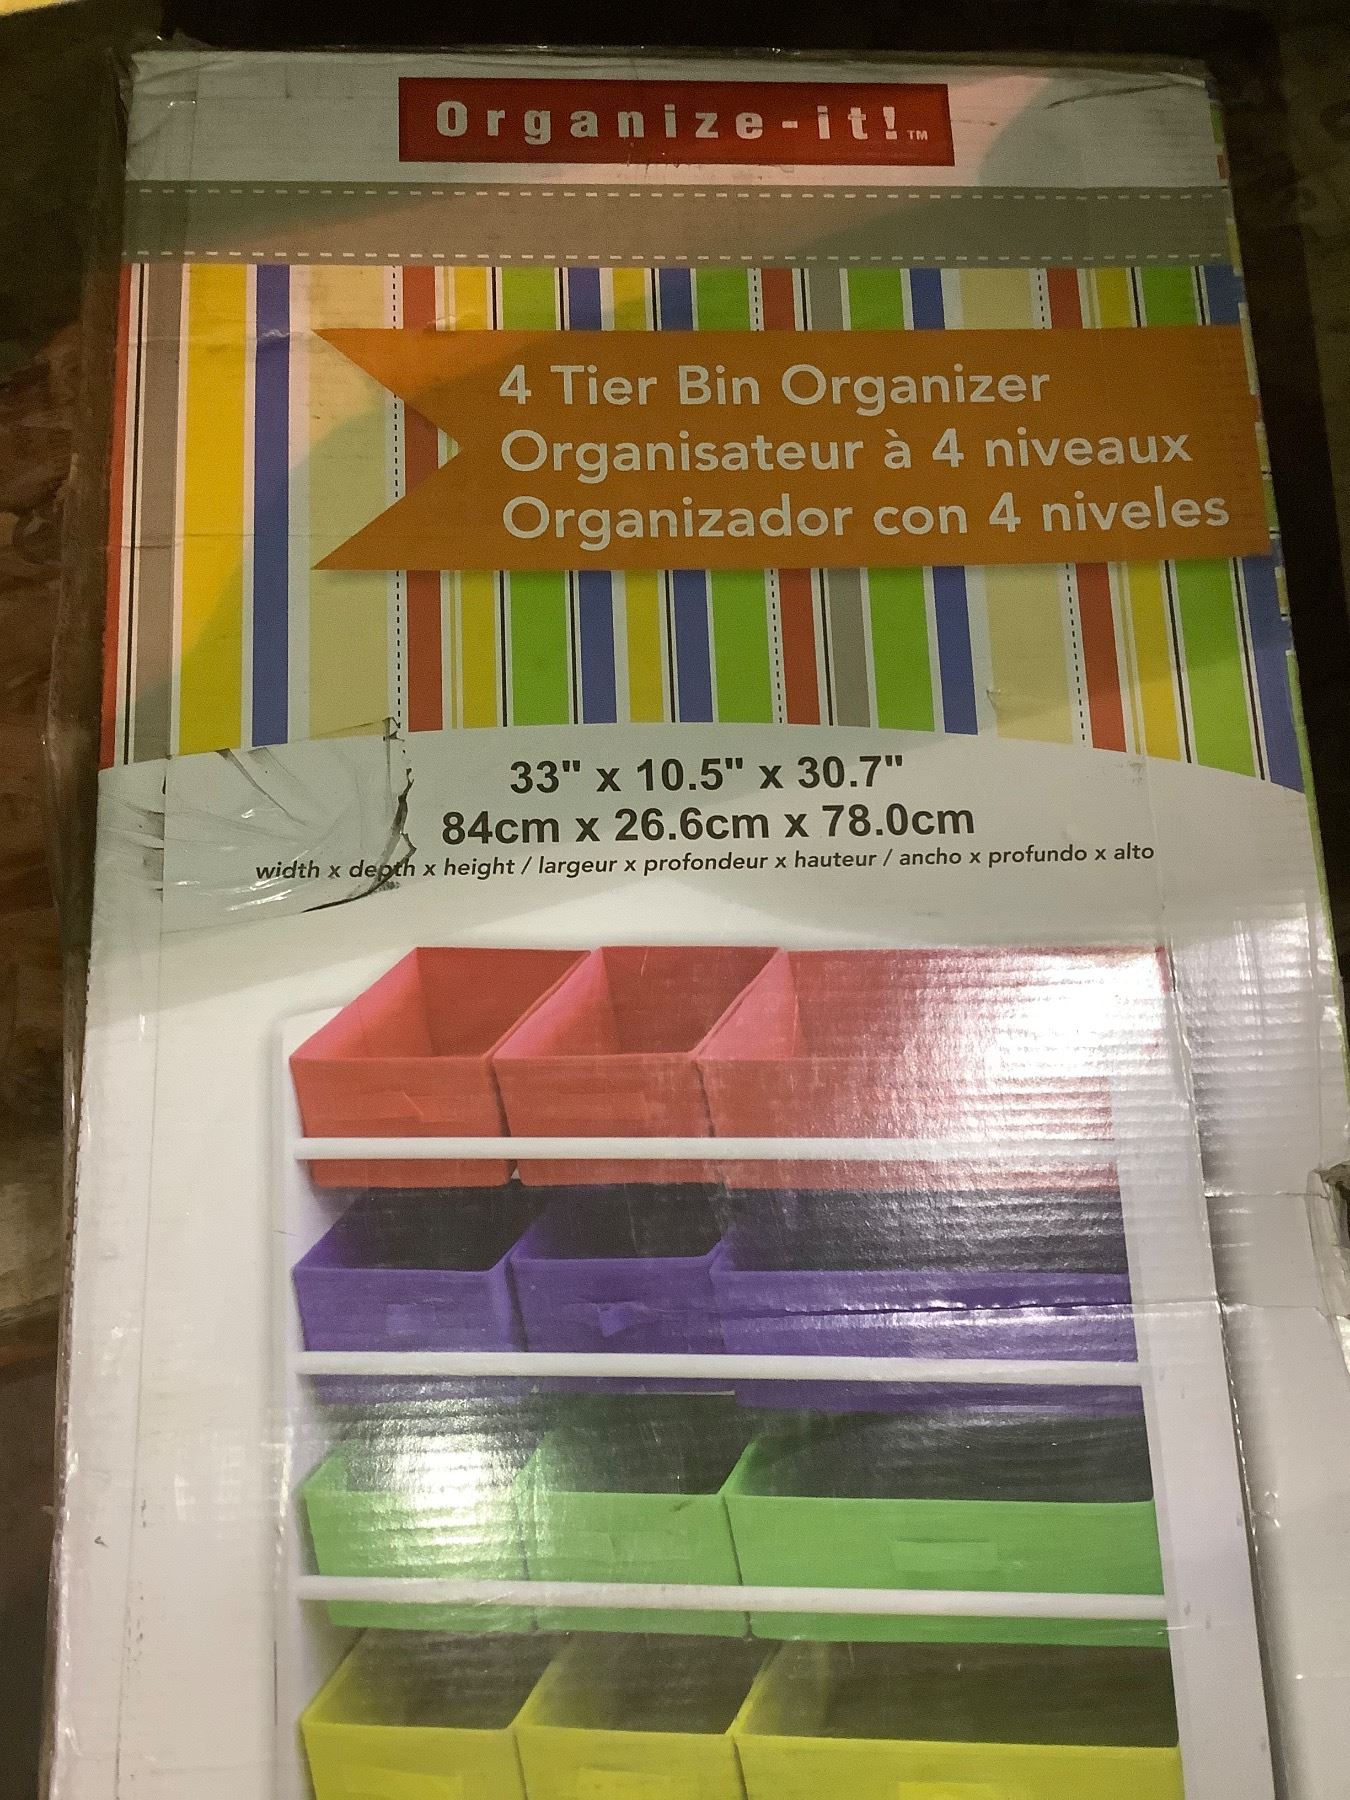 Organize-it!™
4 Tier Bin Organizer
Organisateur à 4 niveaux
Organizador con 4 niveles
33" x 10.5" x 30.7"
84cm x 26.6cm x 78.0cm
width x depth x height / largeur x profondeur x hauteur / ancho x profundo x alto